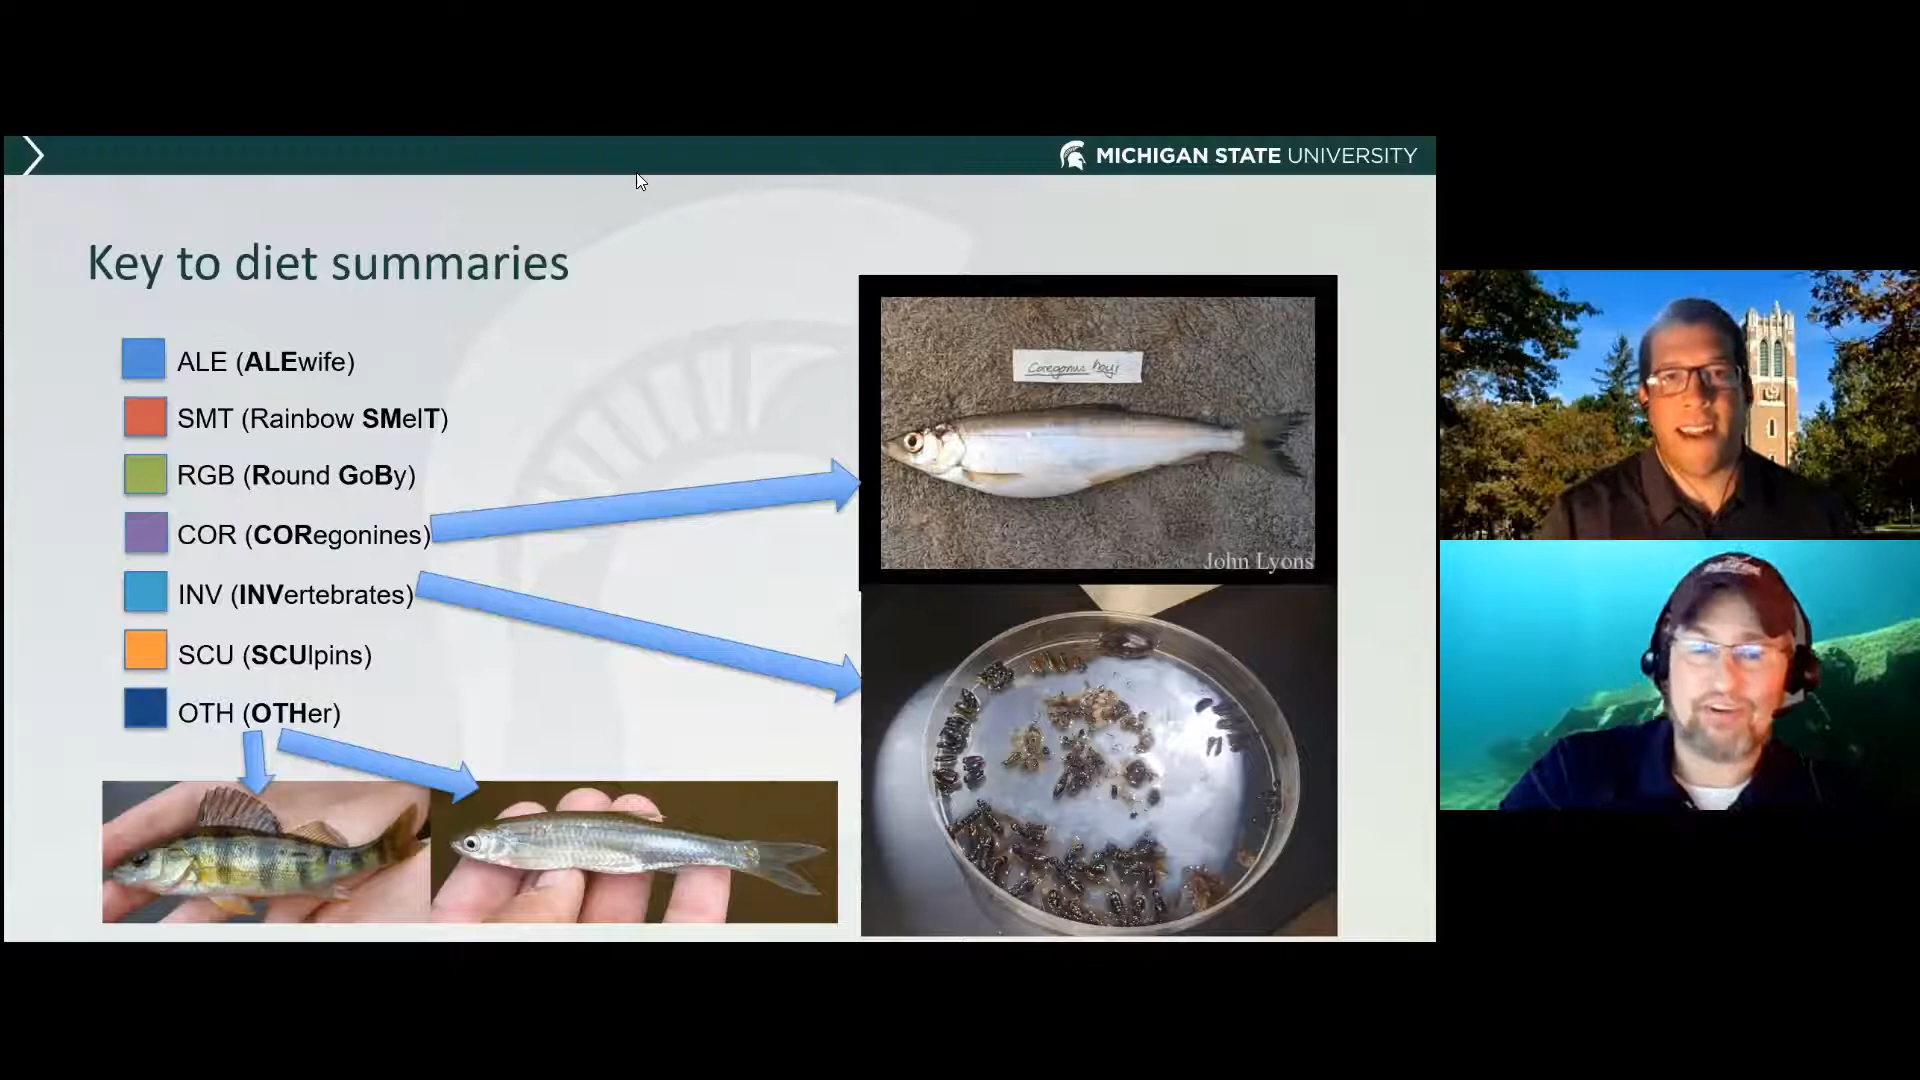 MICHIGAN STATE UNIVERSITY
Key to diet summaries
ALE (ALEwife)
SMT (Rainbow SMelT)
RGB (Round GoBy)
COR (CORegonines)
INV (INVertebrates)
SCU (SCUlpins)
OTH (OTHer)
Coregonus hoyi
John Lyons